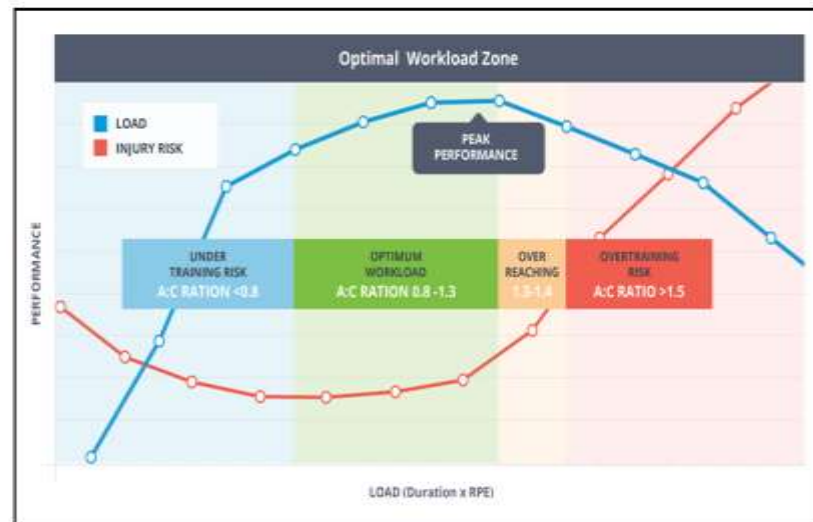 Optimal Workload Zone
LOAD
INJURY RISK
PEAK
PERFORMANCE
PERFORMANCE
UNDER
TRAINING RISK
A:C RATION <0.8
OPTIMUM
WORKLOAD
A:C RATION 0.8 -1.3
OVER
REACHING
1.3-1.4
OVERTRAINING
RISK
A:C RATIO >1.5
LOAD (Duration x RPE)